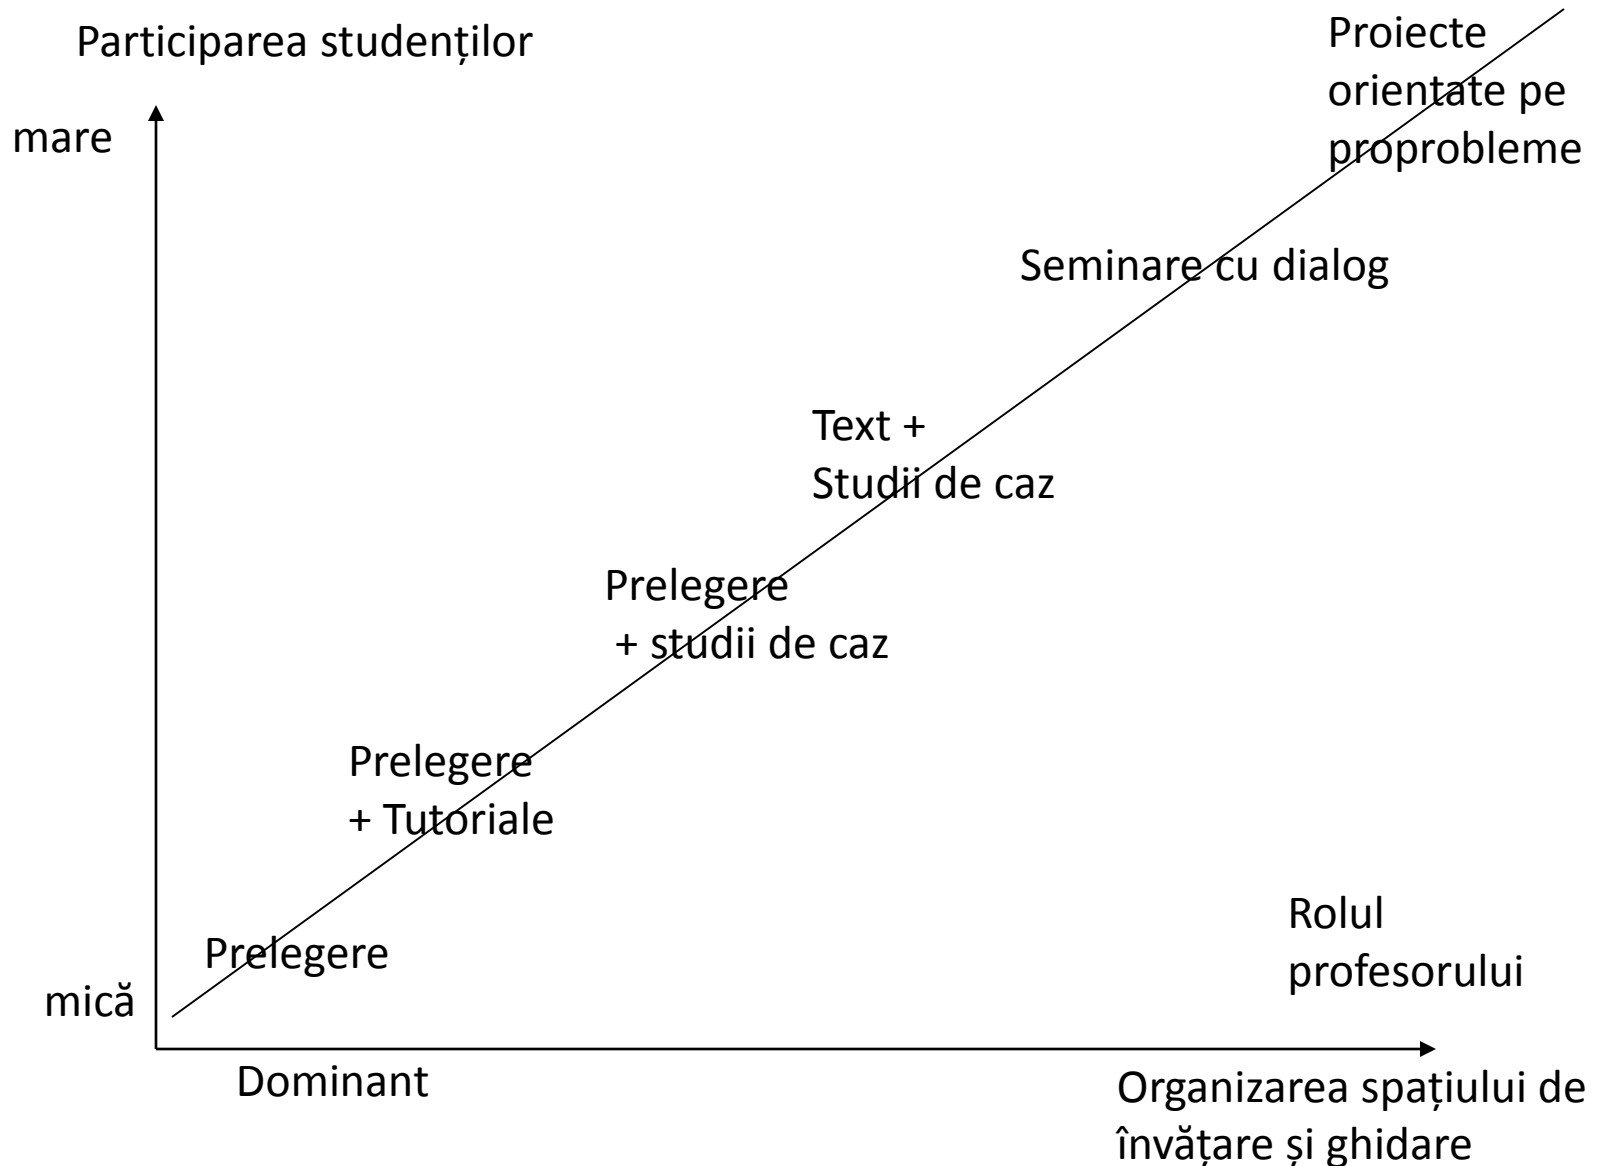 Participarea studenților
mare
Proiecte
orientate pe
proprobleme
Seminare cu dialog
Text +
Studii de caz
Prelegere
+ studii de caz
Prelegere
+ Tutoriale
Prelegere
mică
Rolul
profesorului
Dominant
Organizarea spațiului de
învățare și ghidare